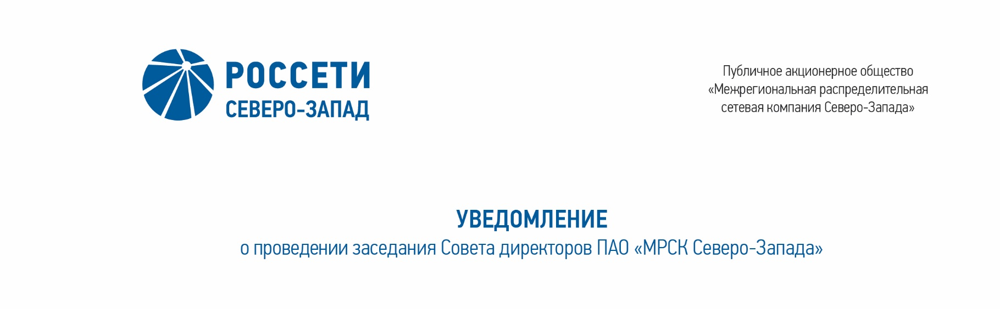 РОССЕТИ
СЕВЕРО-ЗАПАД
Публичное акционерное общество
«Межрегиональная распределительная
сетевая компания Северо-Запада»
УВЕДОМЛЕНИЕ
о проведении заседания Совета директоров ПАО «МРСК Северо-Запада»